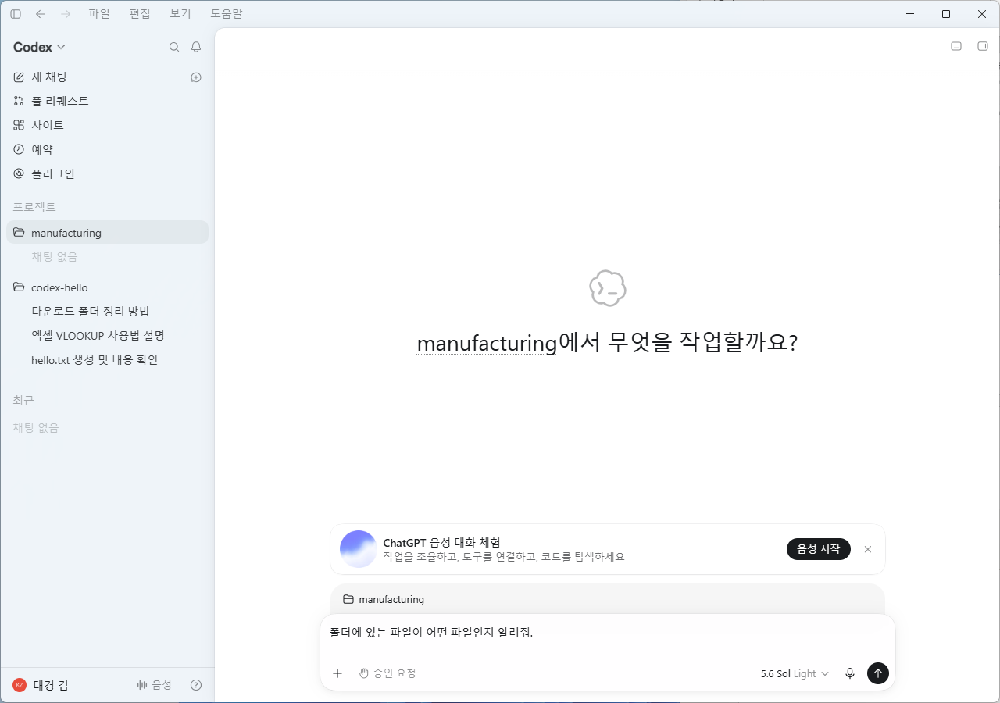 파일 편집 보기 도움말
Codex
새 채팅
풀 리퀘스트
사이트
예약
플러그인
프로젝트
manufacturing
채팅 없음
codex-hello
다운로드 폴더 정리 방법
엑셀 VLOOKUP 사용법 설명
hello.txt 생성 및 내용 확인
최근
채팅 없음
대경 김 음성
manufacturing에서 무엇을 작업할까요?
ChatGPT 음성 대화 체험
작업을 조율하고, 도구를 연결하고, 코드를 탐색하세요
음성 시작
manufacturing
폴더에 있는 파일이 어떤 파일인지 알려줘.
승인 요청
5.6 Sol Light